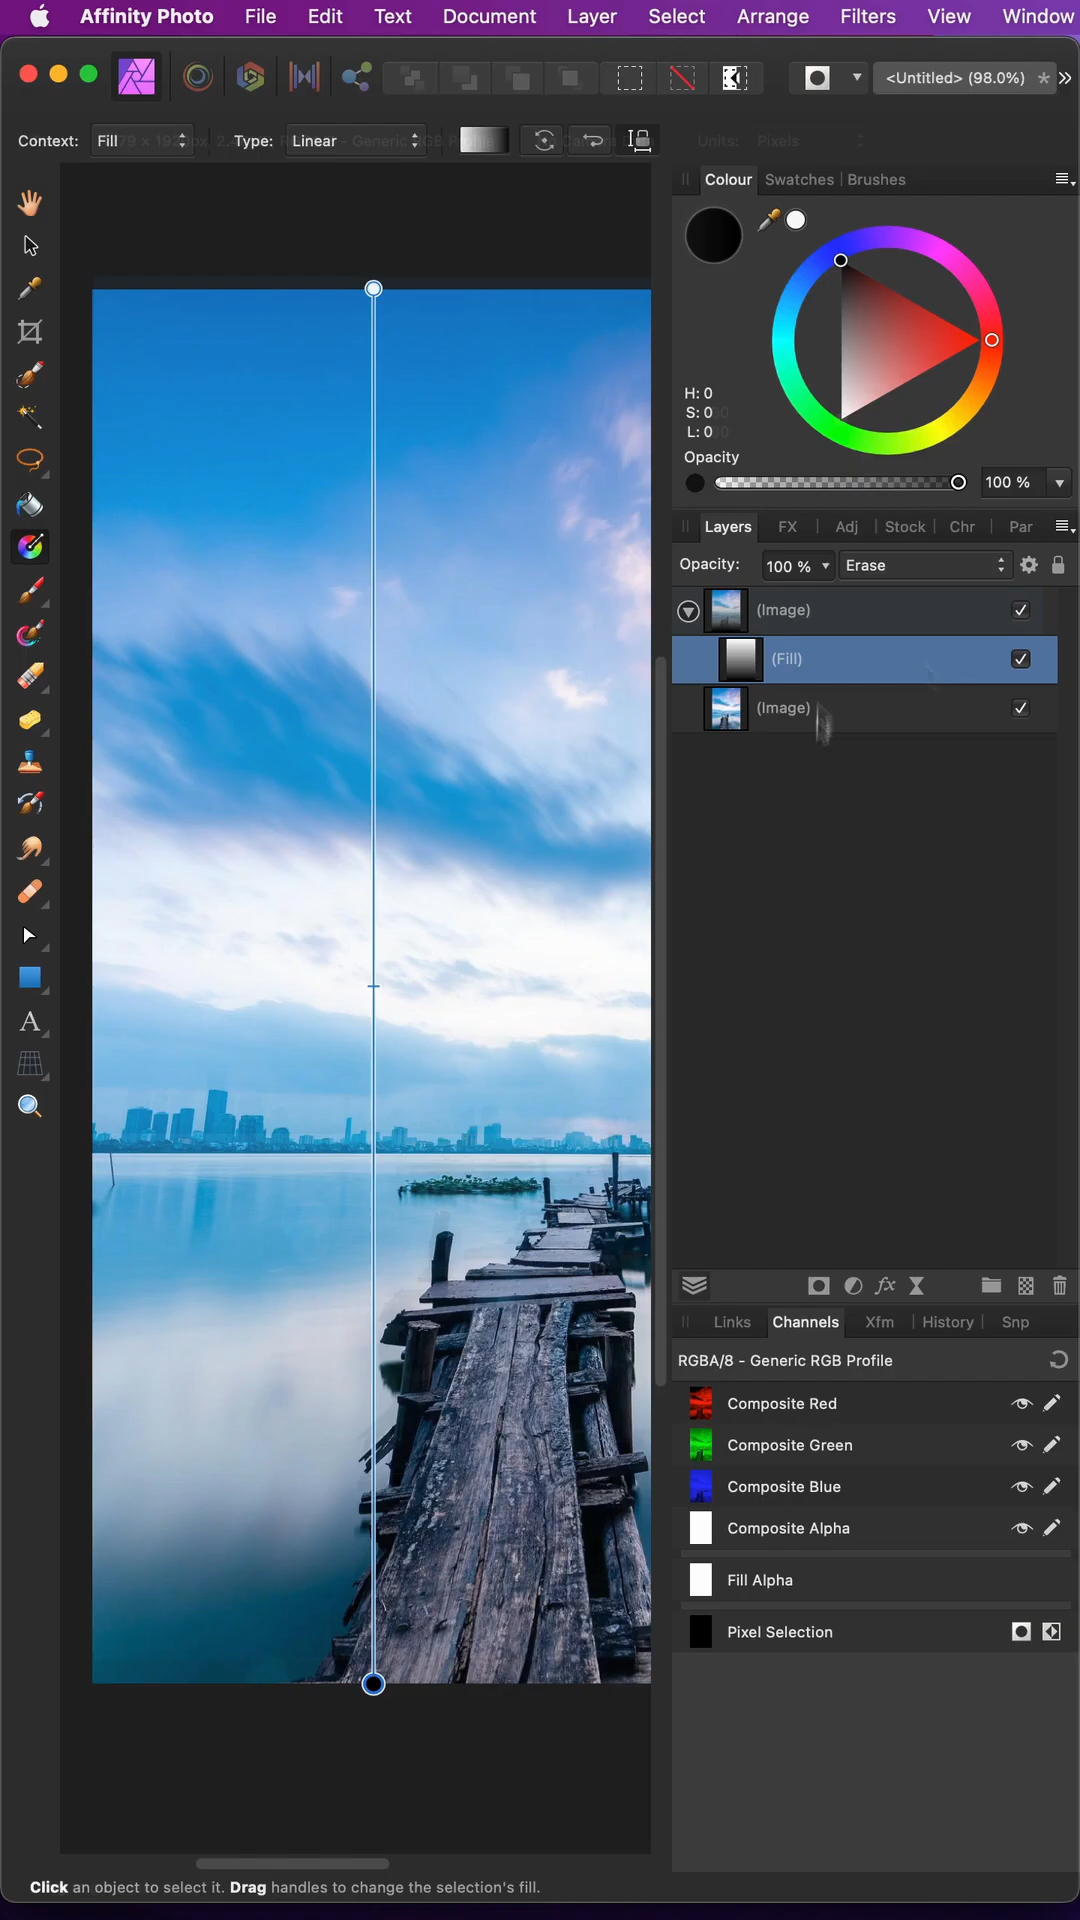 Affinity Photo File Edit Text Document Layer Select Arrange Filters View Window
<Untitled> (98.0%) *
Context: Fill Type: Linear Units: Pixels
Colour Swatches Brushes
H: 0
S: 0
L: 0
Opacity
100 %
Layers FX Adj Stock Chr Par
Opacity: 100 % Erase
(Image)
(Fill)
(Image)
fx
Links Channels Xfm History Snp
RGBA/8 - Generic RGB Profile
Composite Red
Composite Green
Composite Blue
Composite Alpha
Fill Alpha
Pixel Selection
Click an object to select it. Drag handles to change the selection's fill.